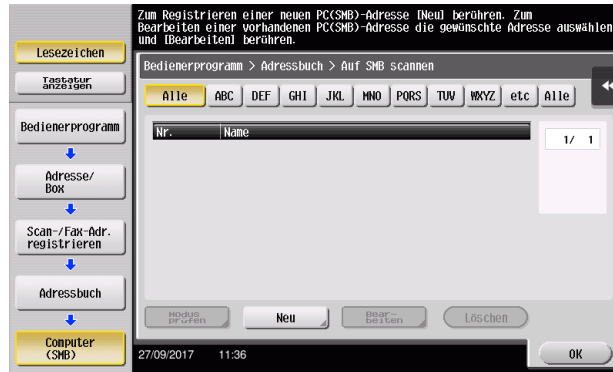 Zum Registrieren einer neuen PC(SMB)-Adresse [Neu] berühren. Zum
Bearbeiten einer vorhandenen PC(SMB)-Adresse die gewünschte Adresse auswählen
und [Bearbeiten] berühren.
Lesezeichen
Tastatur
anzeigen
Bedienerprogramm
Adresse/
Box
Scan-/Fax-Adr.
registrieren
Adressbuch
Computer
(SMB)
Bedienerprogramm > Adressbuch > Auf SMB scannen
Alle ABC DEF GHI JKL MNO PQRS TUV WXYZ etc Alle
Nr. Name
1/ 1
Modus
prüfen
Neu
Bear-
beiten
Löschen
27/09/2017 11:36
OK